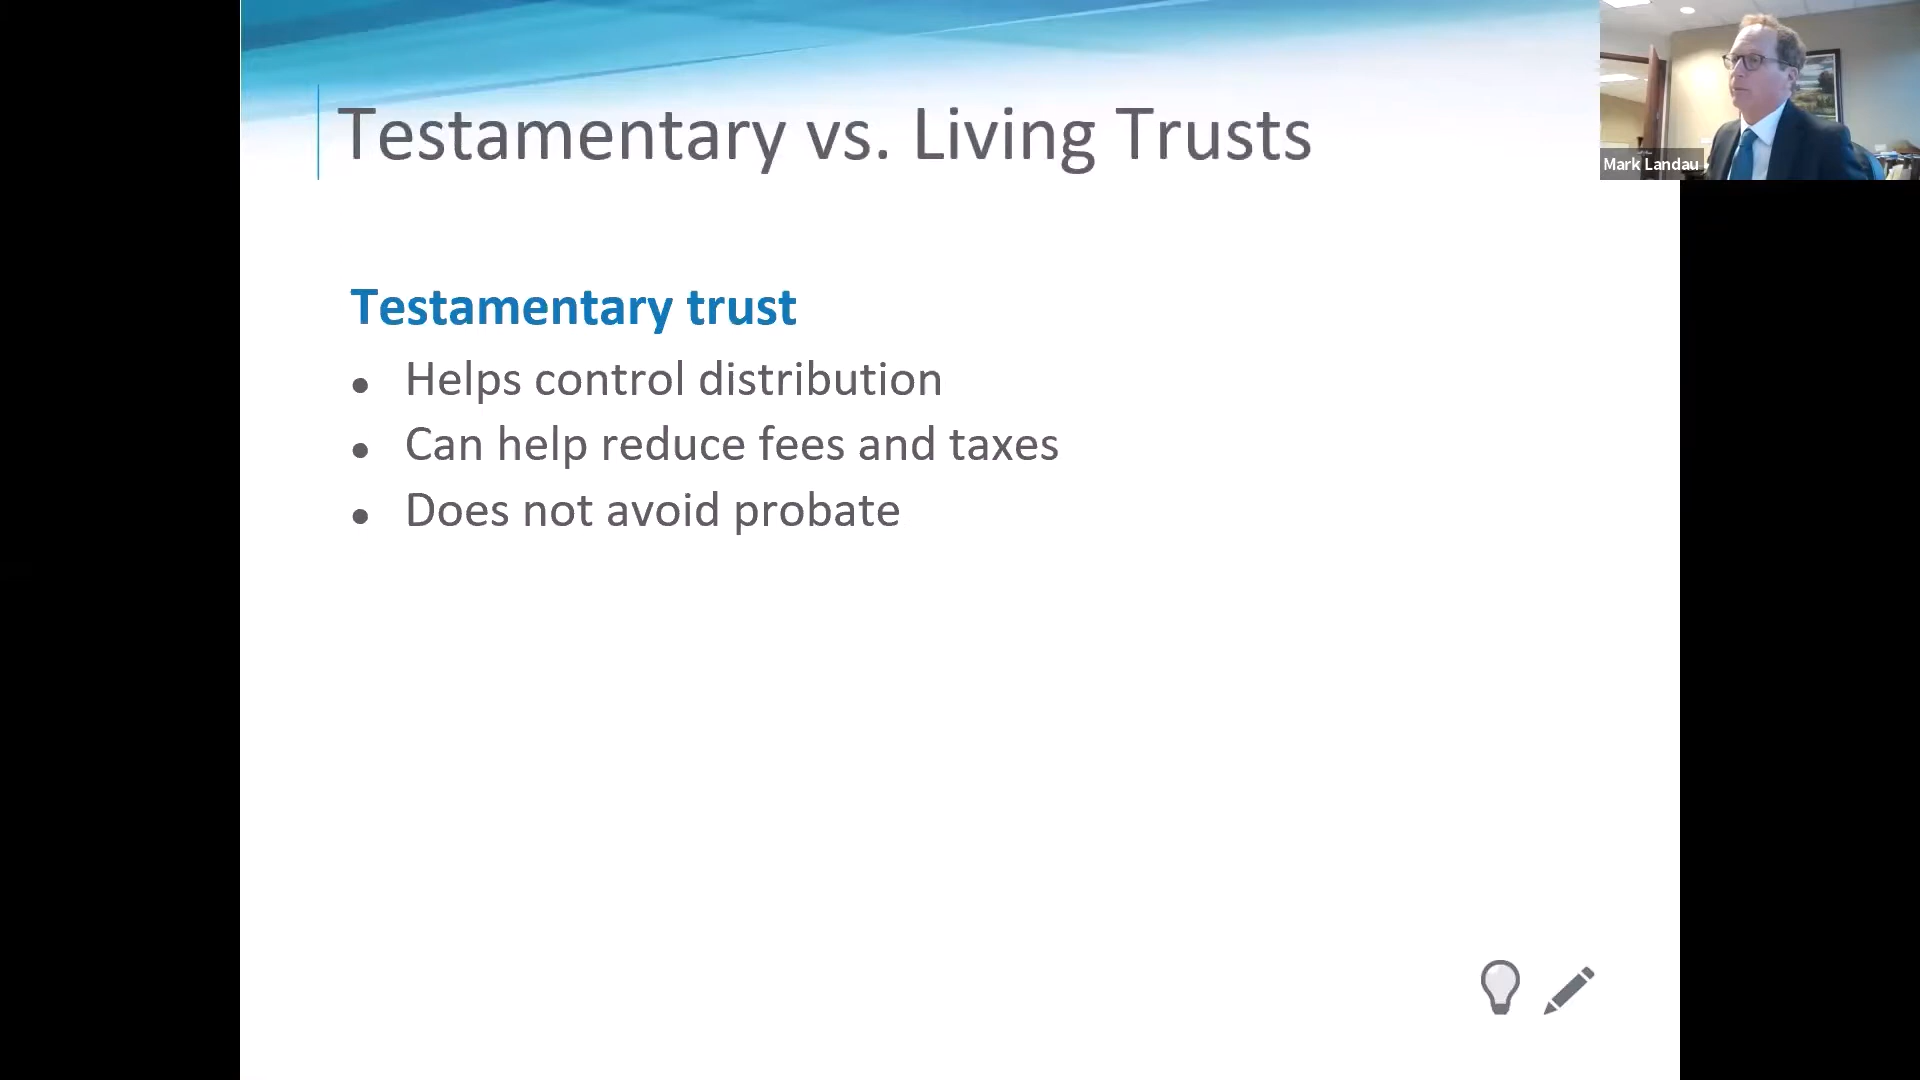 Testamentary vs. Living Trusts
Mark Landau
Testamentary trust
• Helps control distribution
• Can help reduce fees and taxes
• Does not avoid probate